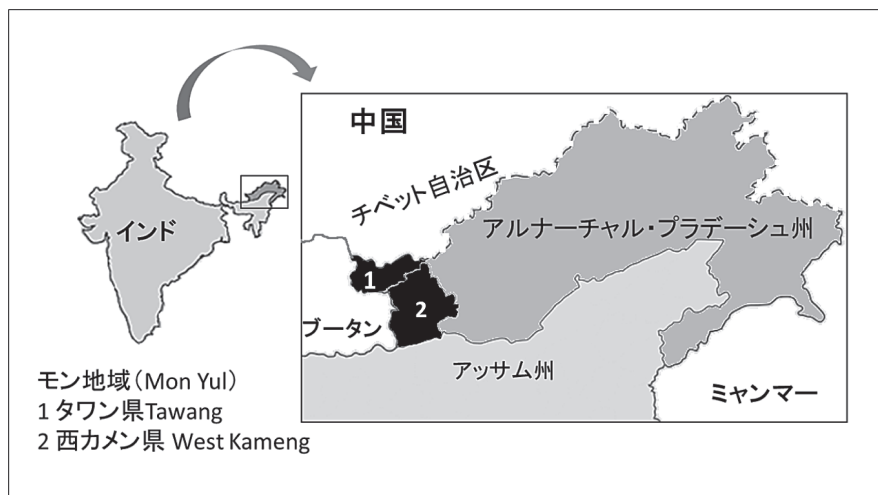 中国
チベット自治区
アルナーチャル・プラデーシュ州
インド
1
2
ブータン
アッサム州
ミャンマー
モン地域（Mon Yul）
1 タワン県Tawang
2 西カメン県 West Kameng